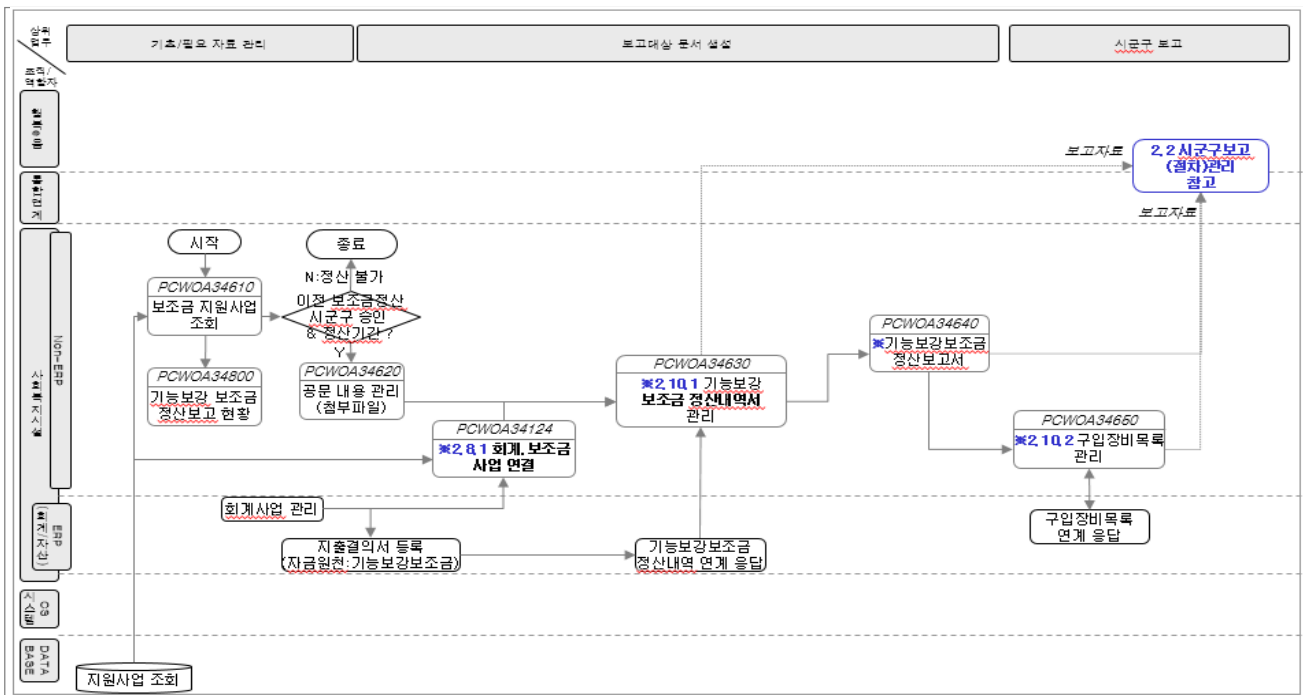 상위
업무
조직/
역할자
기초/필요 자료 관리
보고대상 문서 생성
시군구 보고
행복e음
통합연계
사회복지시설
Non-ERP
ERP
(회계/자산)
OG
시스템
DATA
BASE
시작
종료
N:정산 불가
PCWOA34610
보조금 지원사업
조회
이전 보조금정산
시군구 승인
& 정산기간 ?
Y
PCWOA34800
기능보강 보조금
정산보고 현황
PCWOA34620
공문 내용 관리
(첨부파일)
PCWOA34124
※2.8.1 회계, 보조금
사업 연결
PCWOA34630
※2.10.1 기능보강
보조금 정산내역서
관리
PCWOA34640
※기능보강보조금
정산보고서
PCWOA34650
※2.10.2 구입장비목록
관리
보고자료
2.2 시군구보고
(절차)관리
참고
보고자료
회계사업 관리
지출결의서 등록
(자금원천:기능보강보조금)
기능보강보조금
정산내역 연계 응답
구입장비목록
연계 응답
지원사업 조회